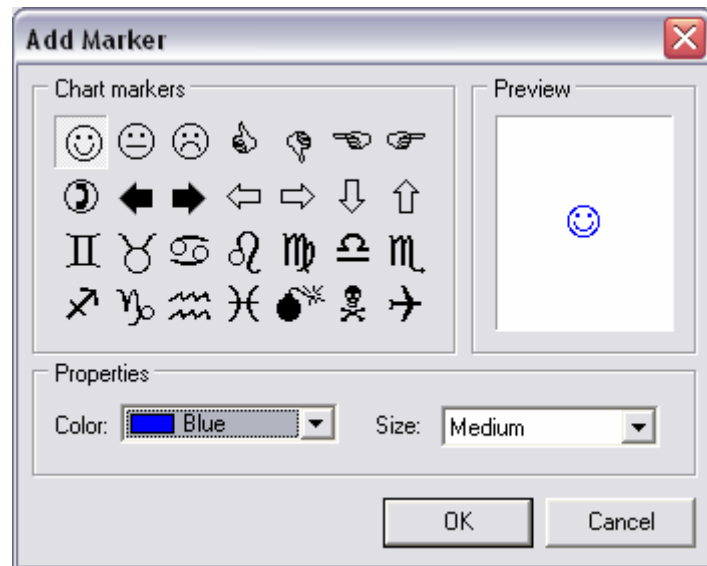 Add Marker
Chart markers
Preview
Properties
Color: Blue
Size: Medium
OK
Cancel